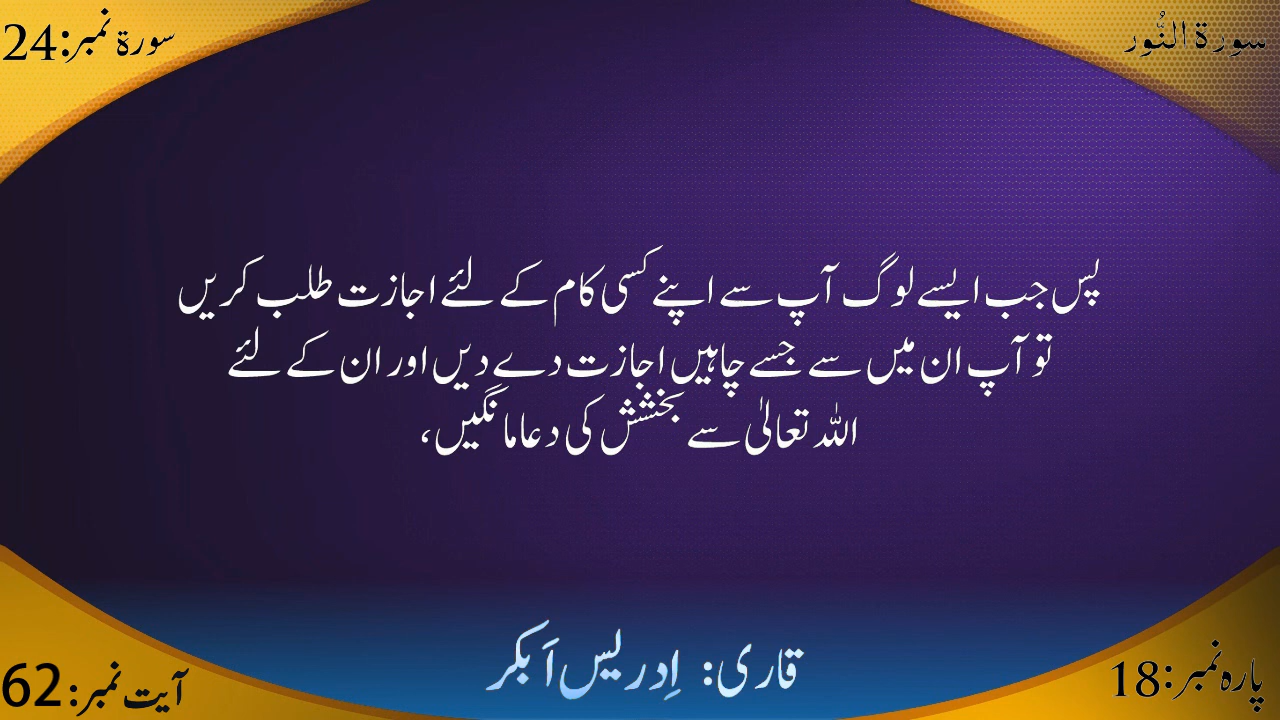 سورۃ النُّور
سورۃ نمبر:24
پس جب ایسے لوگ آپ سے اپنے کسی کام کے لئے اجازت طلب کریں
تو آپ ان میں سے جسے چاہیں اجازت دے دیں اور ان کے لئے
اللہ تعالیٰ سے بخشش کی دعا مانگیں،
قاری: اِدریس اَبکر
پارہ نمبر:18
آیت نمبر:62